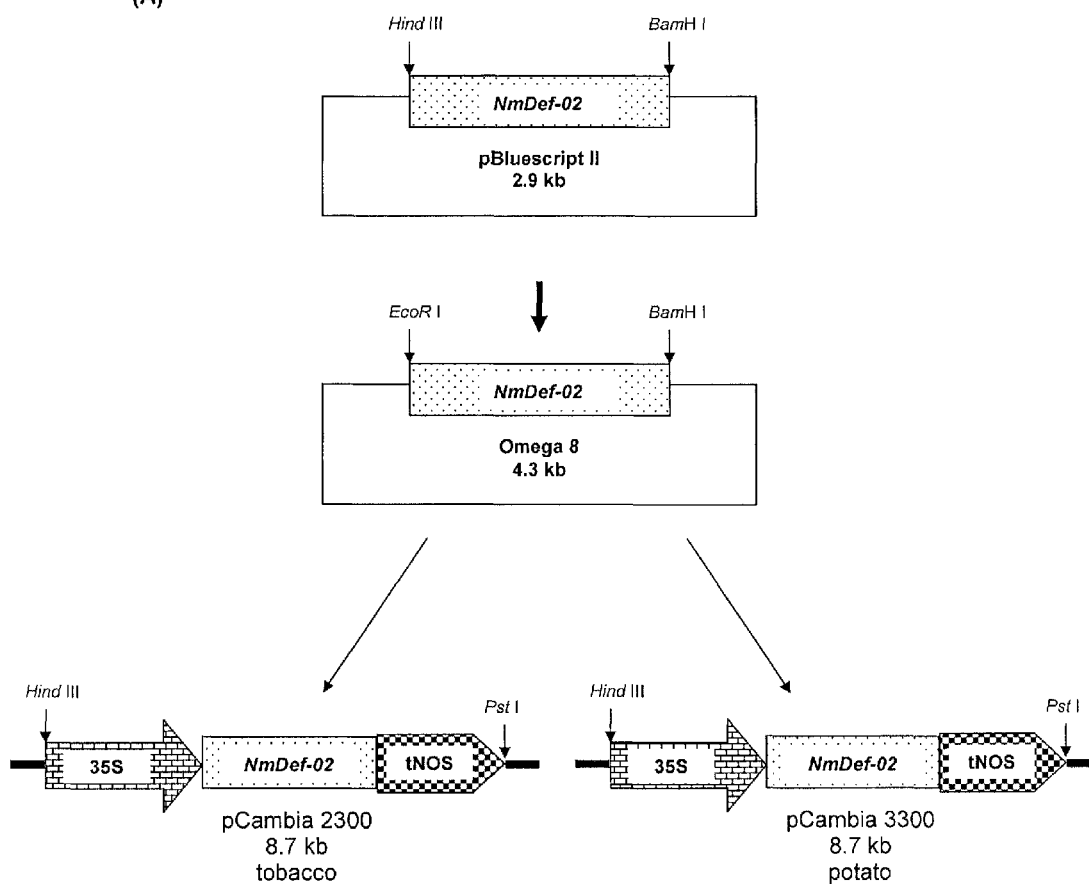 (A)
Hind III BamH I
NmDef-02
pBluescript II
2.9 kb
EcoR I BamH I
NmDef-02
Omega 8
4.3 kb
Hind III Pst I Hind III Pst I
35S NmDef-02 tNOS 35S NmDef-02 tNOS
pCambia 2300 pCambia 3300
8.7 kb 8.7 kb
tobacco potato